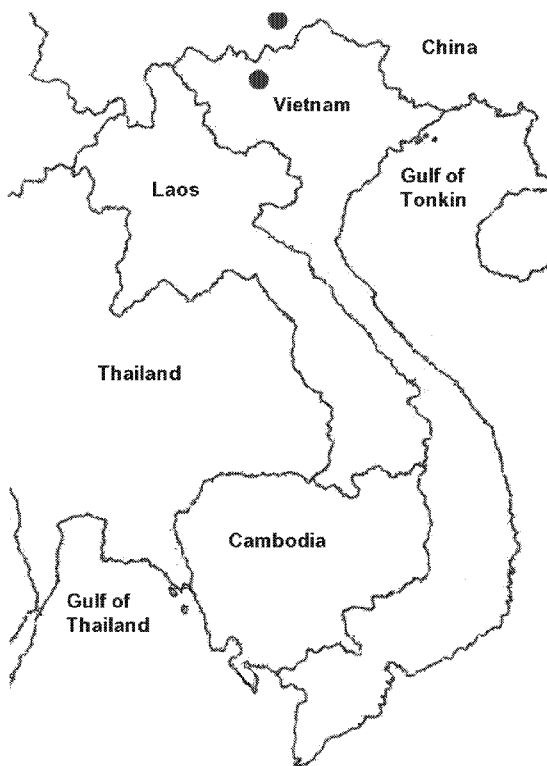 China
Vietnam
Laos
Gulf of
Tonkin
Thailand
Cambodia
Gulf of
Thailand